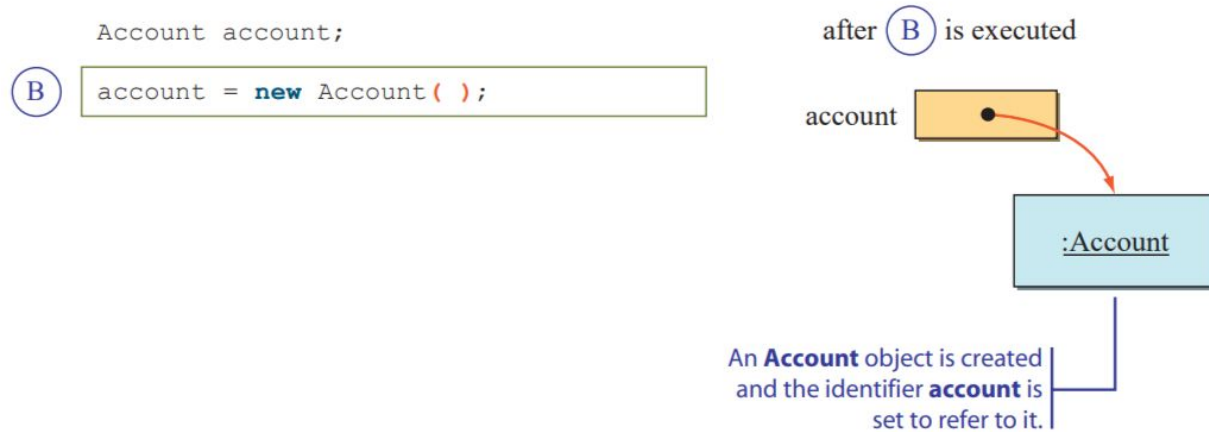 Account account;
B
account = new Account( );
after B is executed
account
:Account
An Account object is created
and the identifier account is
set to refer to it.